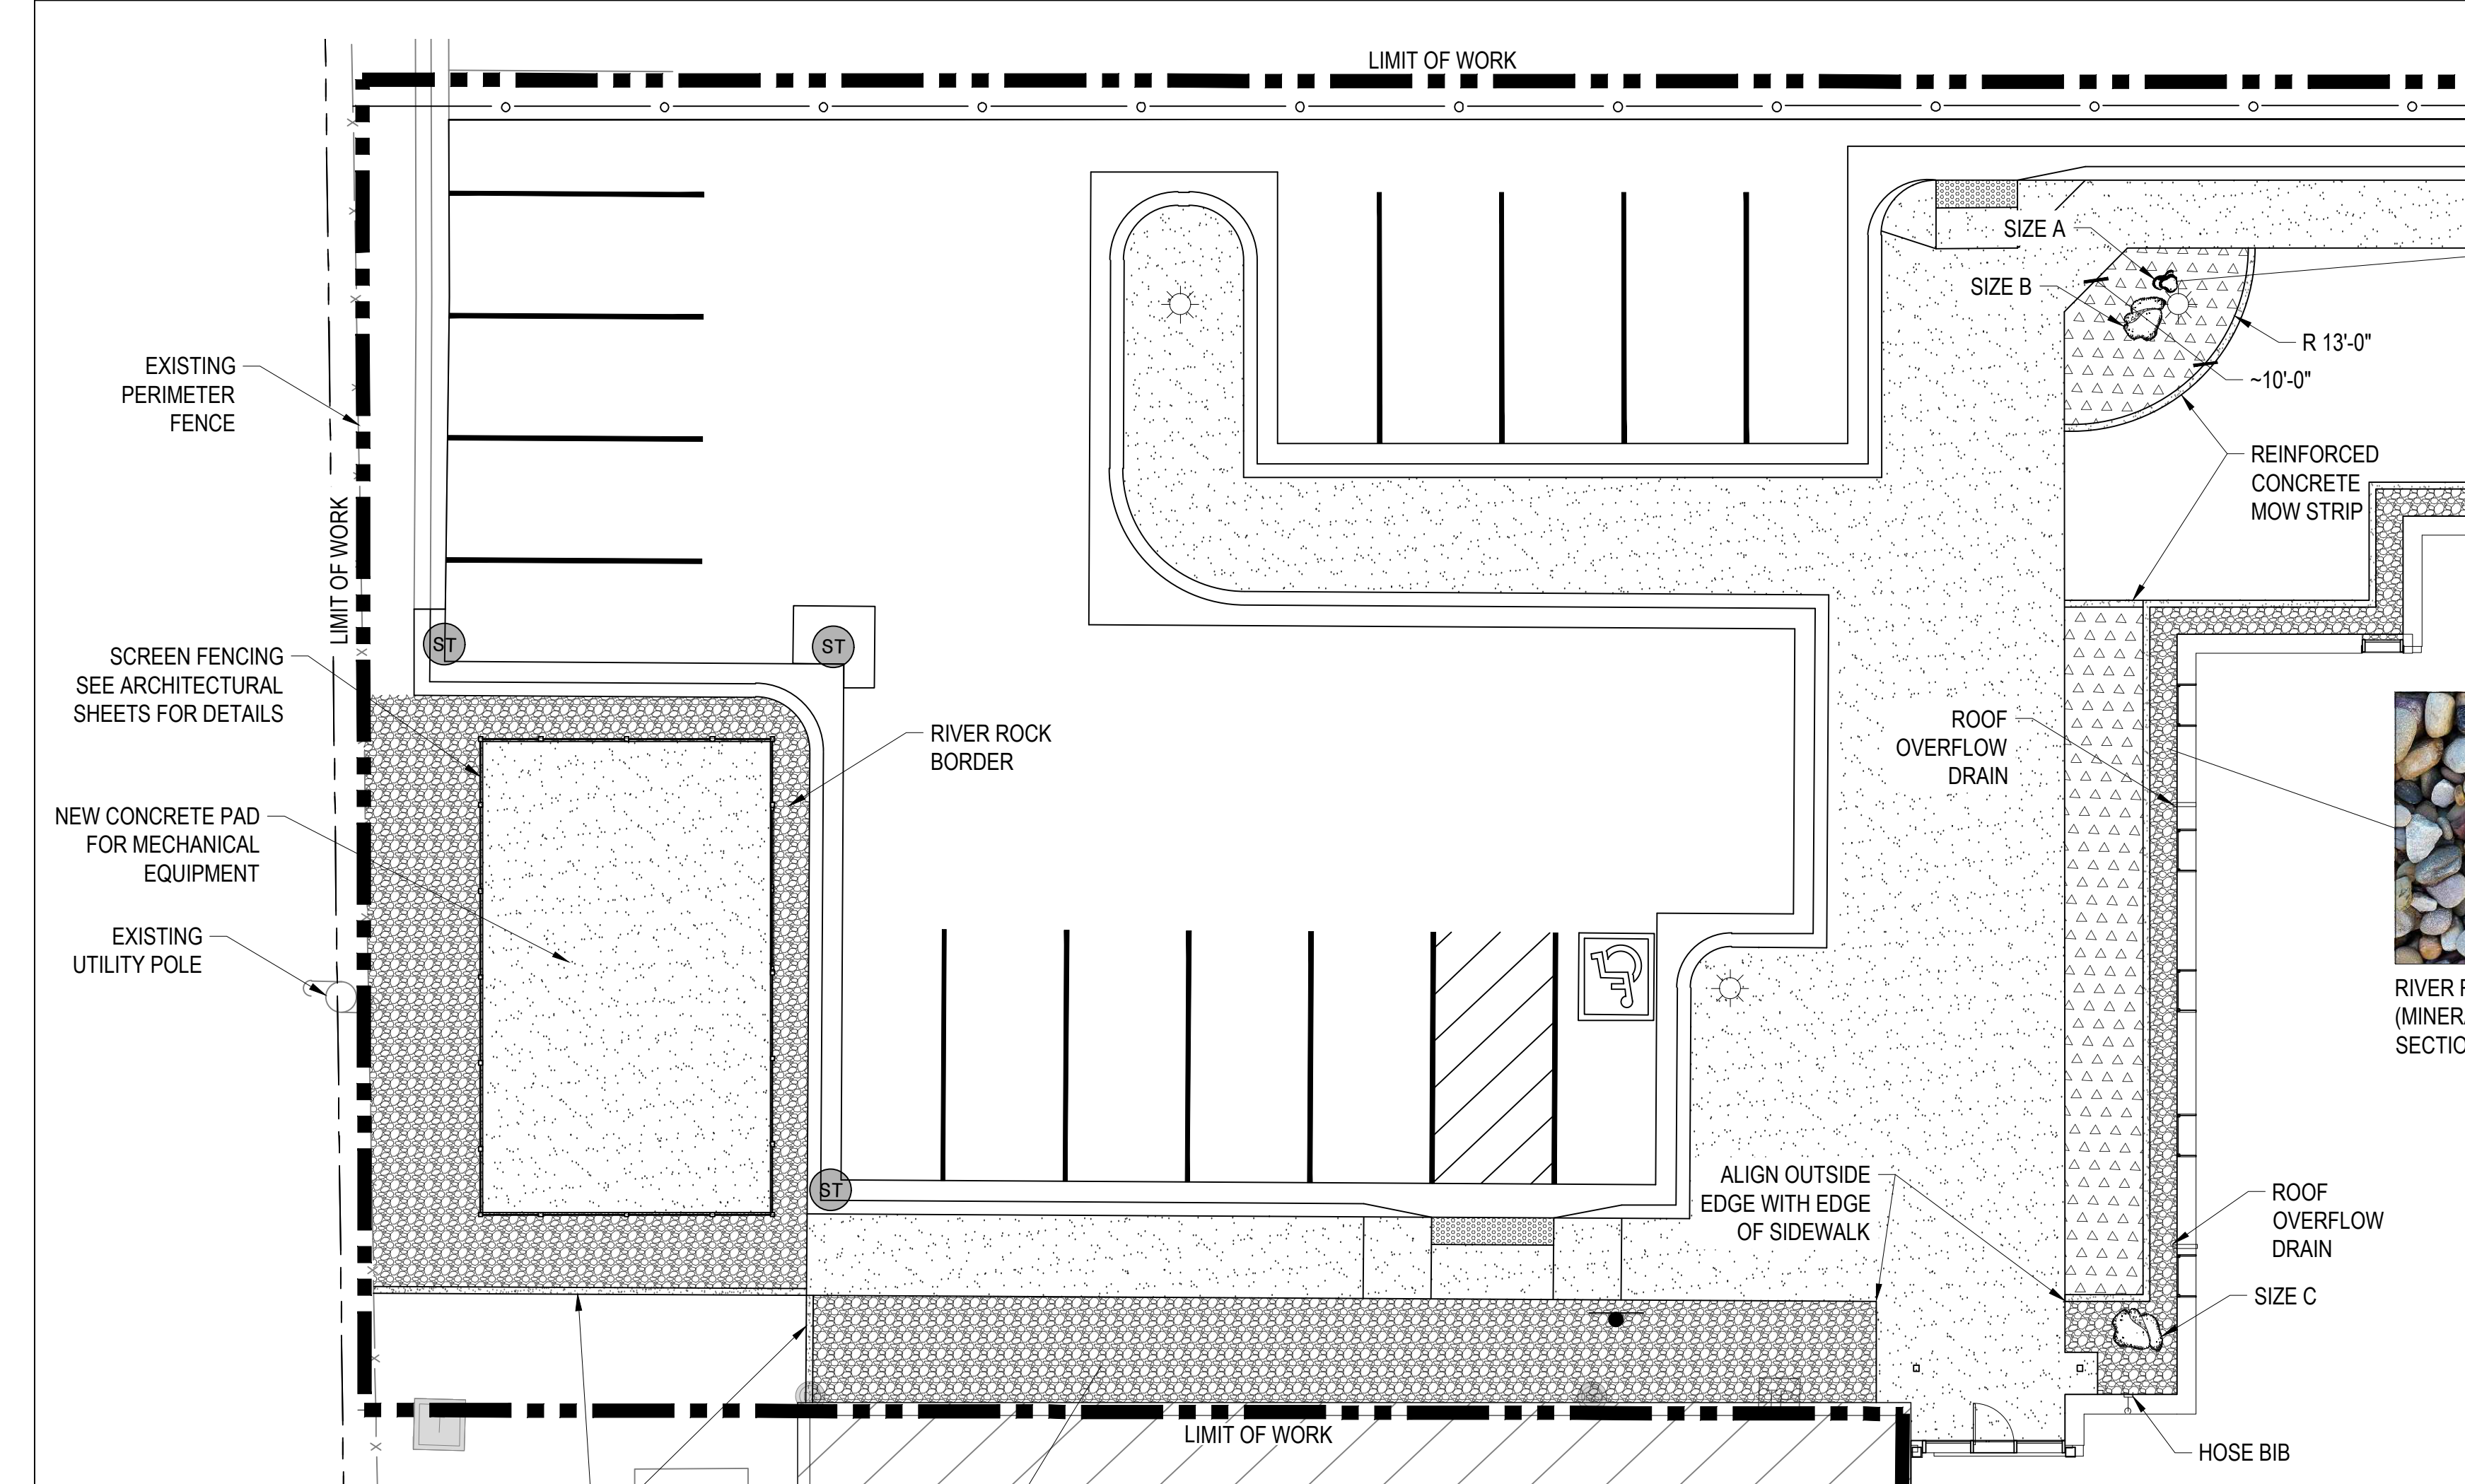 LIMIT OF WORK
SIZE A
SIZE B
R 13'-0"
~10'-0"
EXISTING
PERIMETER
FENCE
REINFORCED
CONCRETE
MOW STRIP
LIMIT OF WORK
ST
ST
SCREEN FENCING
SEE ARCHITECTURAL
SHEETS FOR DETAILS
RIVER ROCK
BORDER
ROOF
OVERFLOW
DRAIN
NEW CONCRETE PAD
FOR MECHANICAL
EQUIPMENT
EXISTING
UTILITY POLE
RIVER
(MINER
SECTIO
ST
ALIGN OUTSIDE
EDGE WITH EDGE
OF SIDEWALK
ROOF
OVERFLOW
DRAIN
SIZE C
LIMIT OF WORK
HOSE BIB